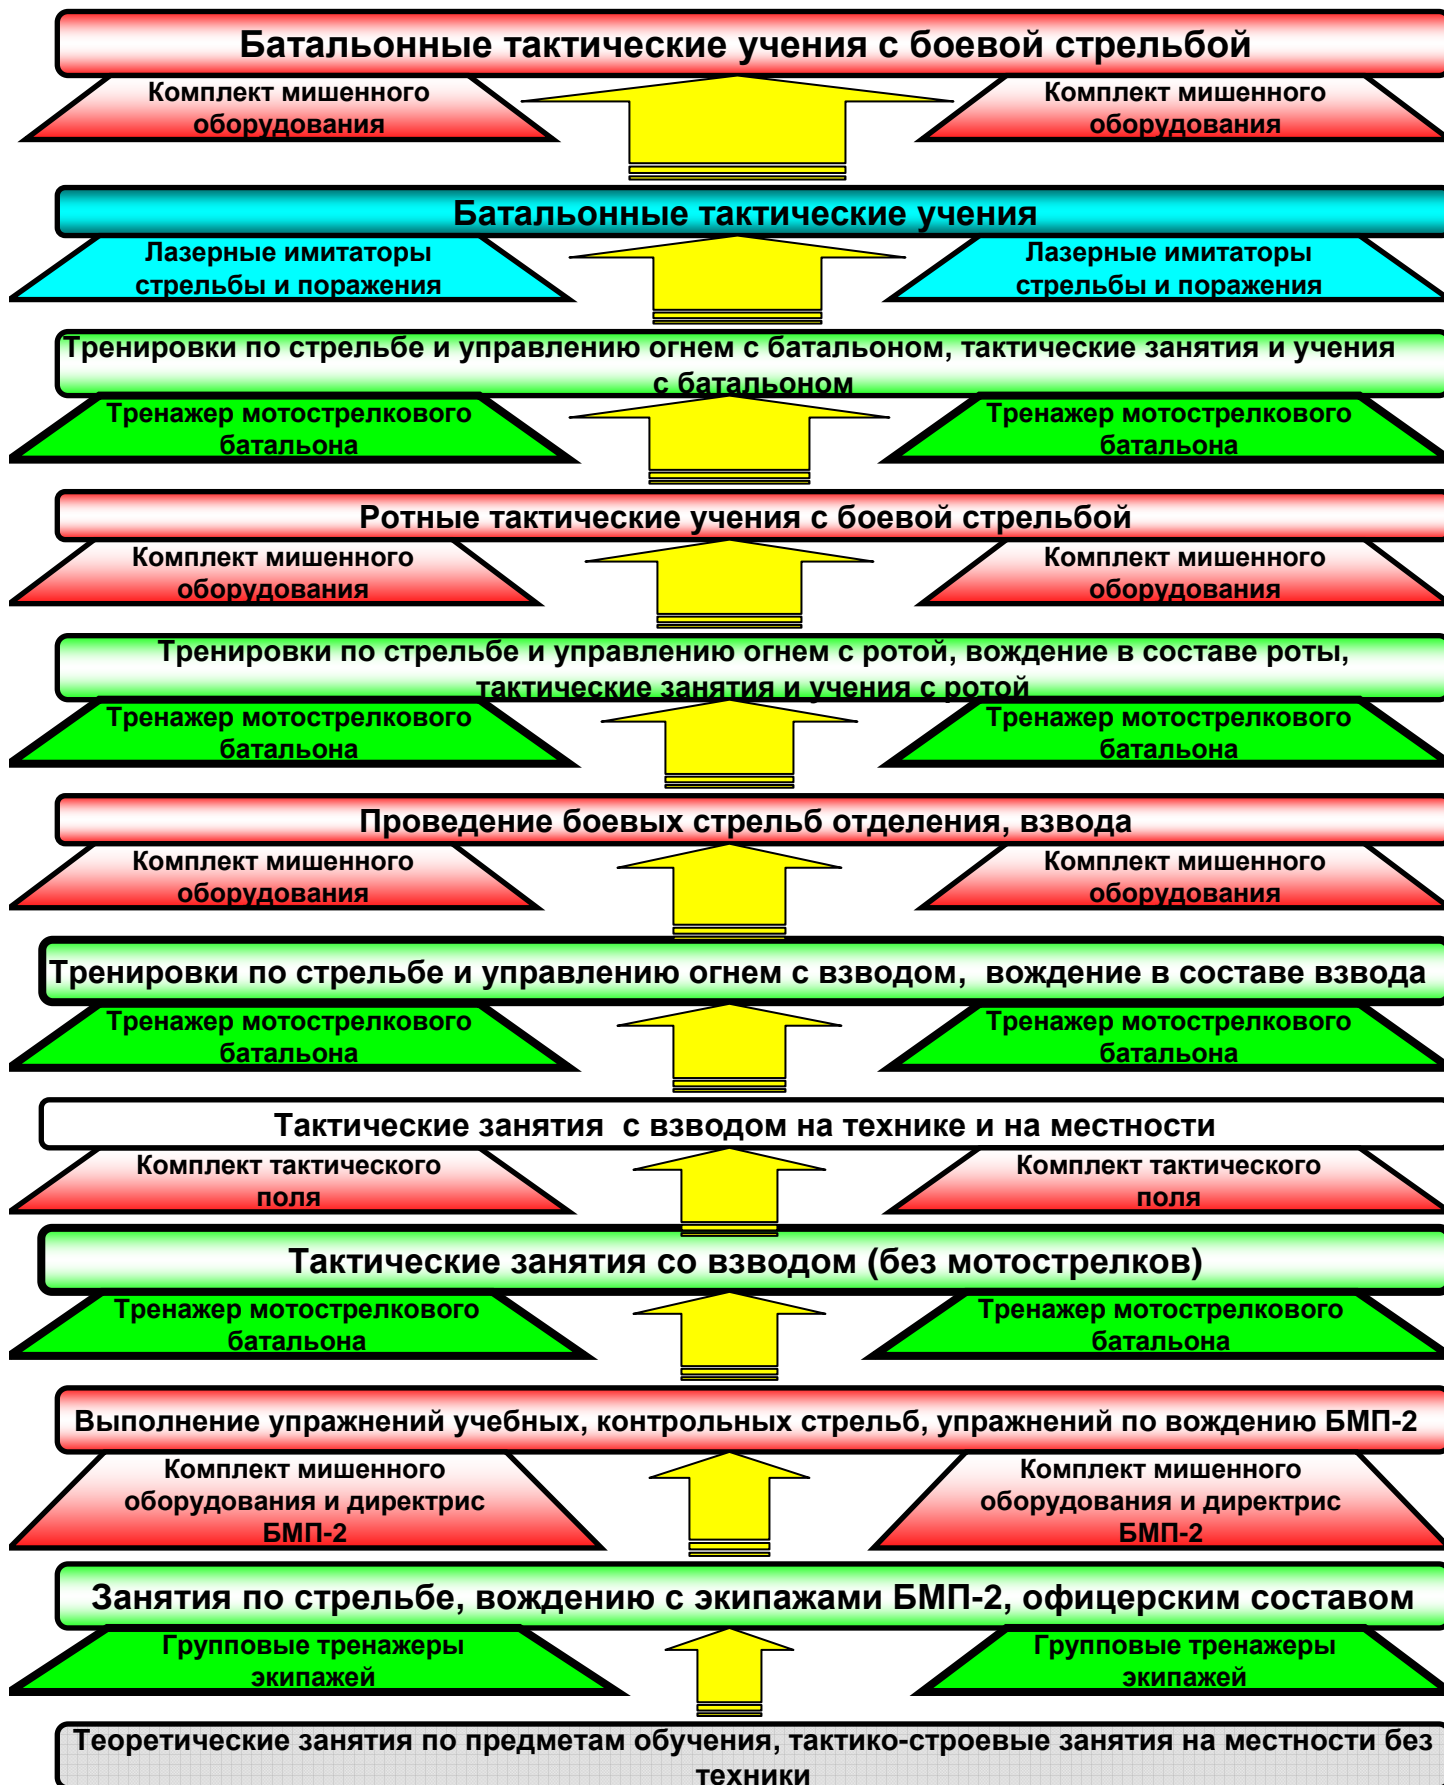 Батальонные тактические учения с боевой стрельбой
Комплект мишенного
оборудования
Комплект мишенного
оборудования
Батальонные тактические учения
Лазерные имитаторы
стрельбы и поражения
Лазерные имитаторы
стрельбы и поражения
Тренировки по стрельбе и управлению огнем с батальоном, тактические занятия и учения
с батальоном
Тренажер мотострелкового
батальона
Тренажер мотострелкового
батальона
Ротные тактические учения с боевой стрельбой
Комплект мишенного
оборудования
Комплект мишенного
оборудования
Тренировки по стрельбе и управлению огнем с ротой, вождение в составе роты,
тактические занятия и учения с ротой
Тренажер мотострелкового
батальона
Тренажер мотострелкового
батальона
Проведение боевых стрельб отделения, взвода
Комплект мишенного
оборудования
Комплект мишенного
оборудования
Тренировки по стрельбе и управлению огнем с взводом, вождение в составе взвода
Тренажер мотострелкового
батальона
Тренажер мотострелкового
батальона
Тактические занятия с взводом на технике и на местности
Комплект тактического
поля
Комплект тактического
поля
Тактические занятия со взводом (без мотострелков)
Тренажер мотострелкового
батальона
Тренажер мотострелкового
батальона
Выполнение упражнений учебных, контрольных стрельб, упражнений по вождению БМП-2
Комплект мишенного
оборудования и директрис
БМП-2
Комплект мишенного
оборудования и директрис
БМП-2
Занятия по стрельбе, вождению с экипажами БМП-2, офицерским составом
Групповые тренажеры
экипажей
Групповые тренажеры
экипажей
Теоретические занятия по предметам обучения, тактико-строевые занятия на местности без
техники